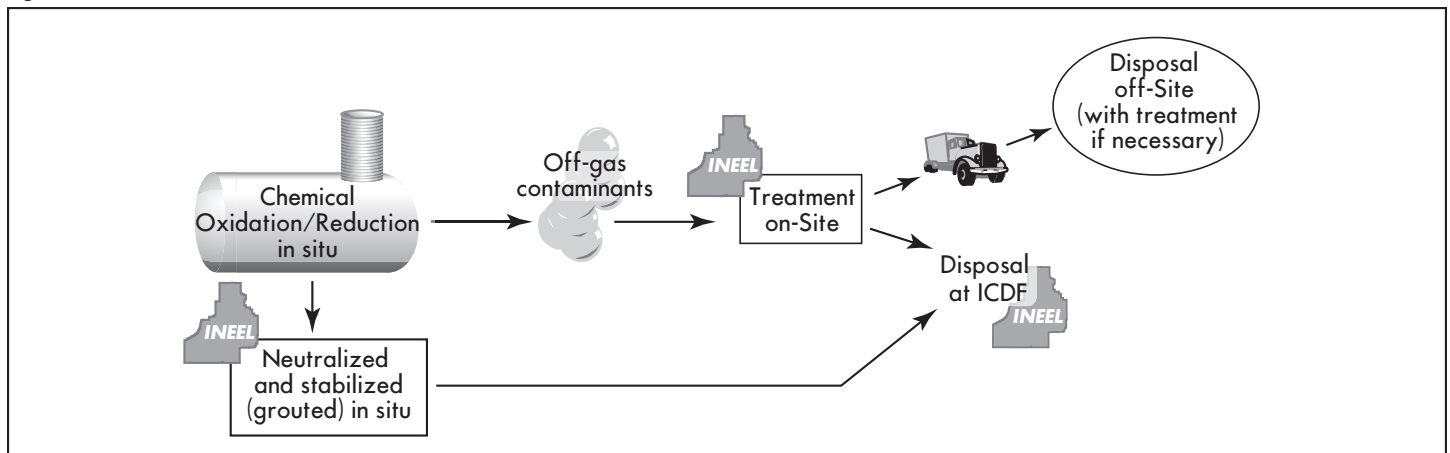 Chemical
Oxidation/Reduction
in situ
Off-gas
contaminants
INEEL
Treatment
on-Site
Disposal
off-Site
(with treatment
if necessary)
Disposal
at ICDF
INEEL
INEEL
Neutralized
and stabilized
(grouted) in situ